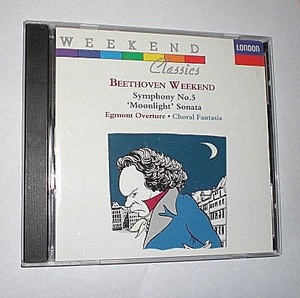 WEEKEND
LONDON
Classics
BEETHOVEN WEEKEND
Symphony No.5
'Moonlight' Sonata
Egmont Overture · Choral Fantasia